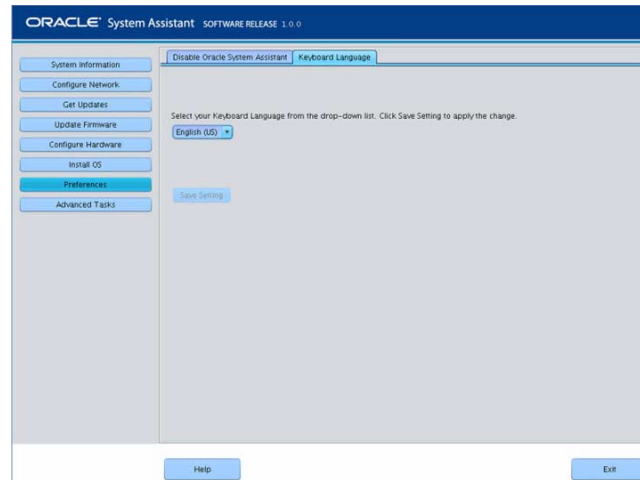 ORACLE System Assistant SOFTWARE RELEASE 1.0.0
Disable Oracle System Assistant Keyboard Language
System Information
Configure Network
Get Updates
Update Firmware
Configure Hardware
Install OS
Preferences
Advanced Tasks
Select your Keyboard Language from the drop-down list. Click Save Setting to apply the change.
English (US)
Save Setting
Help Exit